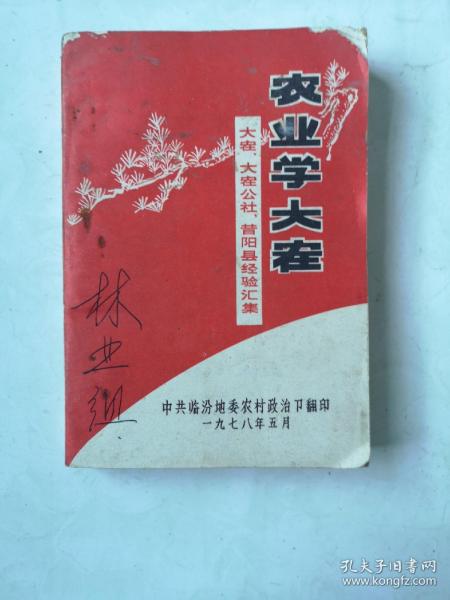 农业学大寨
大寨、大寨公社、昔阳县经验汇集
林业组
中共临汾地委农村政治卩翻印
一九七八年五月
孔夫子旧书网
www.kongfz.com